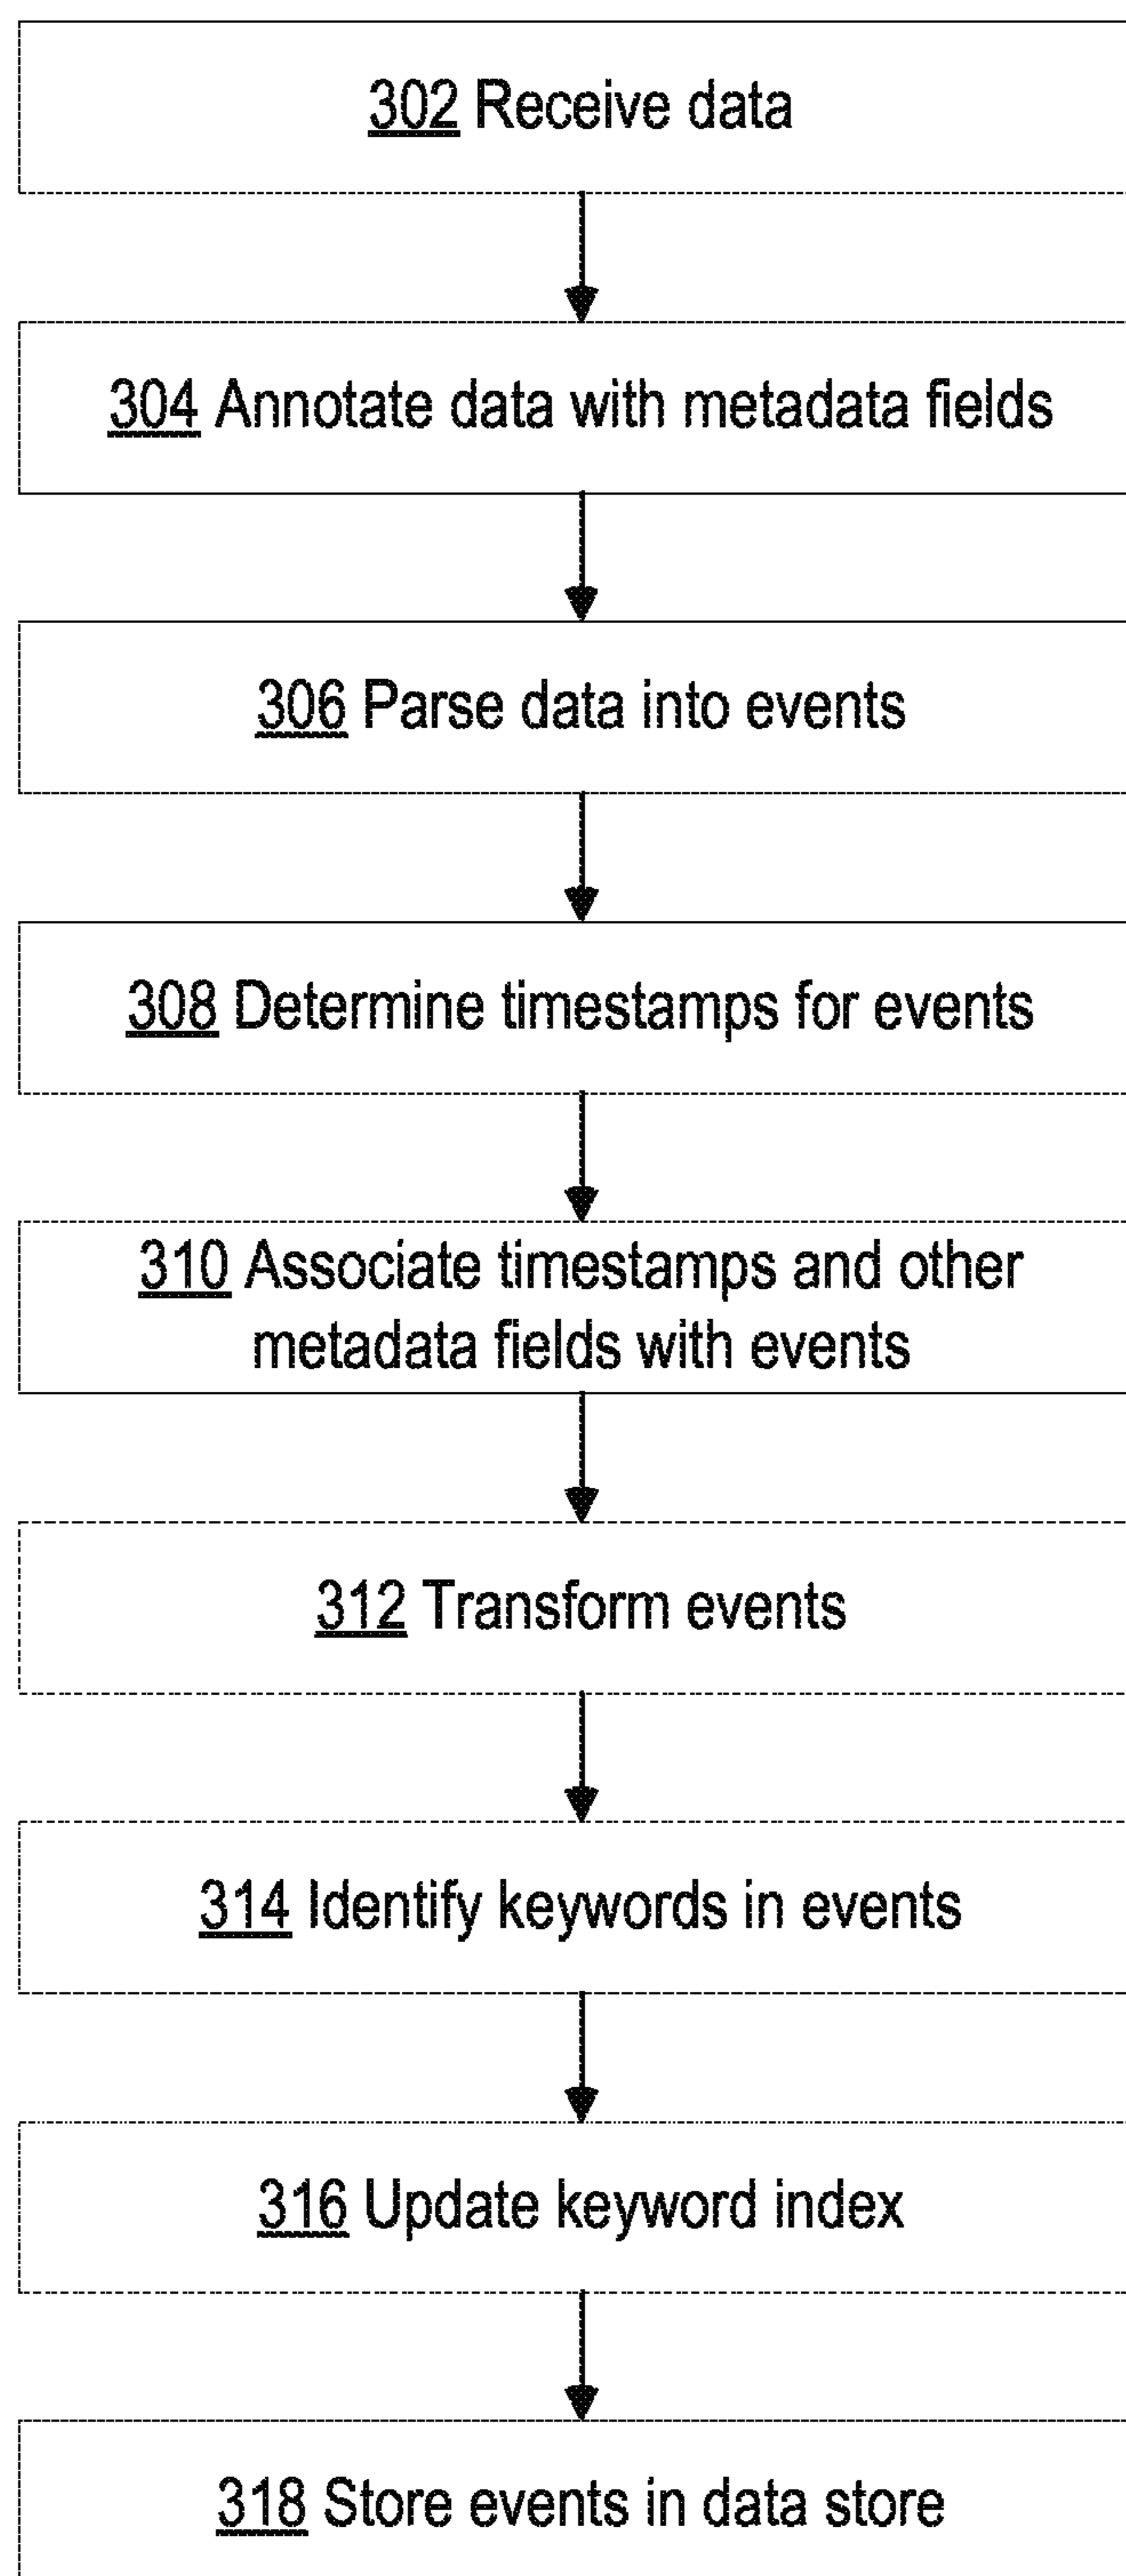 302 Receive data
304 Annotate data with metadata fields
306 Parse data into events
308 Determine timestamps for events
310 Associate timestamps and other
metadata fields with events
312 Transform events
314 Identify keywords in events
316 Update keyword index
318 Store events in data store